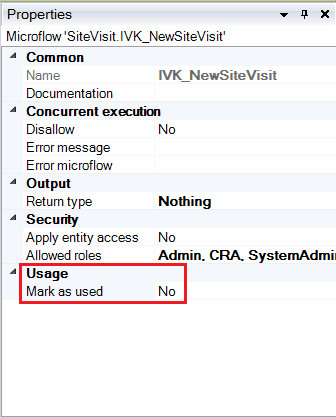 Properties
Microflow 'SiteVisit.IVK_NewSiteVisit'
Common
Name IVK_NewSiteVisit
Documentation
Concurrent execution
Disallow No
Error message
Error microflow
Output
Return type Nothing
Security
Apply entity access No
Allowed roles Admin, CRA, SystemAdmir
Usage
Mark as used No